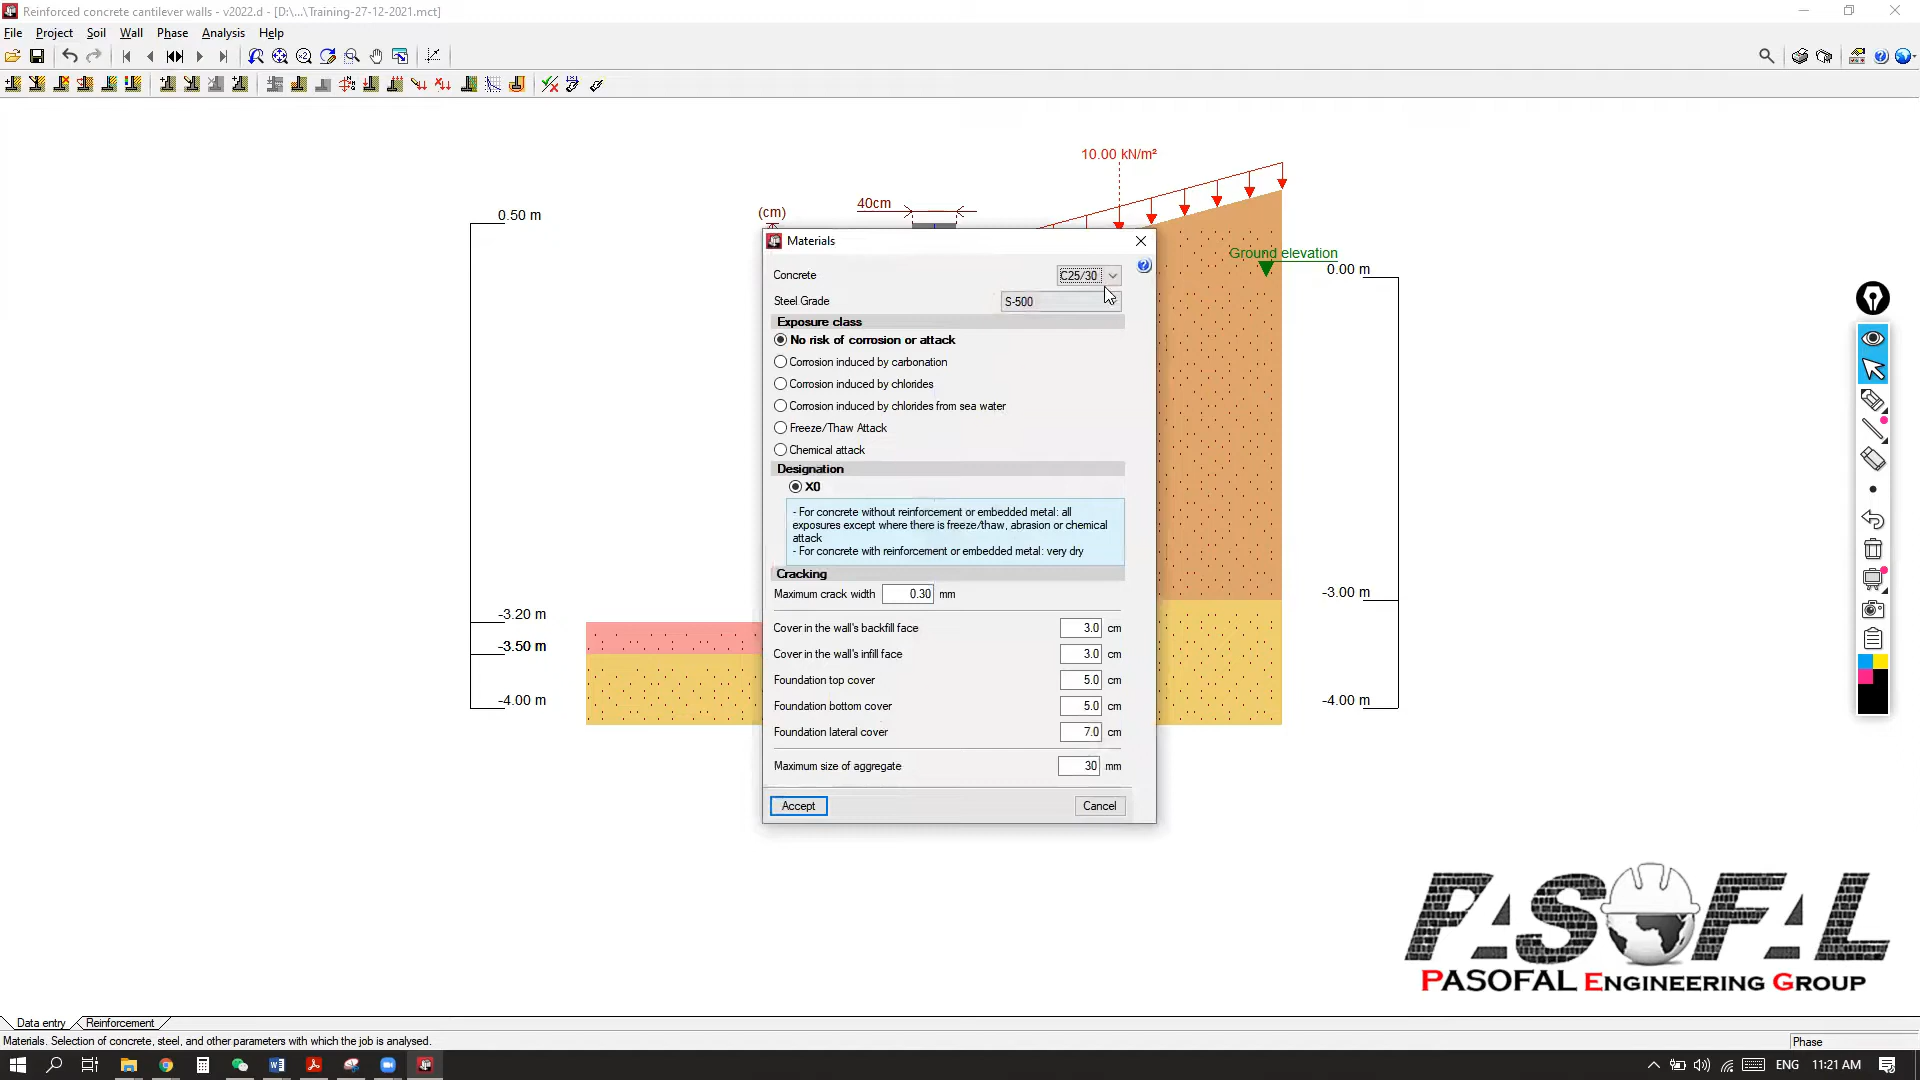 Reinforced concrete cantilever walls - v2022.d - [D:\...\Training-27-12-2021.mct]
File Project Soil Wall Phase Analysis Help
10.00 kN/m²
0.50 m
(cm)
40cm
Ground elevation
0.00 m
Materials
Concrete C25/30
Steel Grade S-500
Exposure class
No risk of corrosion or attack
Corrosion induced by carbonation
Corrosion induced by chlorides
Corrosion induced by chlorides from sea water
Freeze/Thaw Attack
Chemical attack
Designation
X0
- For concrete without reinforcement or embedded metal: all
exposures except where there is freeze/thaw, abrasion or chemical
attack
- For concrete with reinforcement or embedded metal: very dry
Cracking
Maximum crack width 0.30 mm
Cover in the wall's backfill face 3.0 cm
Cover in the wall's infill face 3.0 cm
Foundation top cover 5.0 cm
Foundation bottom cover 5.0 cm
Foundation lateral cover 7.0 cm
Maximum size of aggregate 30 mm
Accept Cancel
-3.20 m
-3.50 m
-4.00 m
-3.00 m
-4.00 m
PASOFAL
PASOFAL ENGINEERING GROUP
Data entry Reinforcement
Materials. Selection of concrete, steel, and other parameters with which the job is analysed.
Phase
ENG 11:21 AM